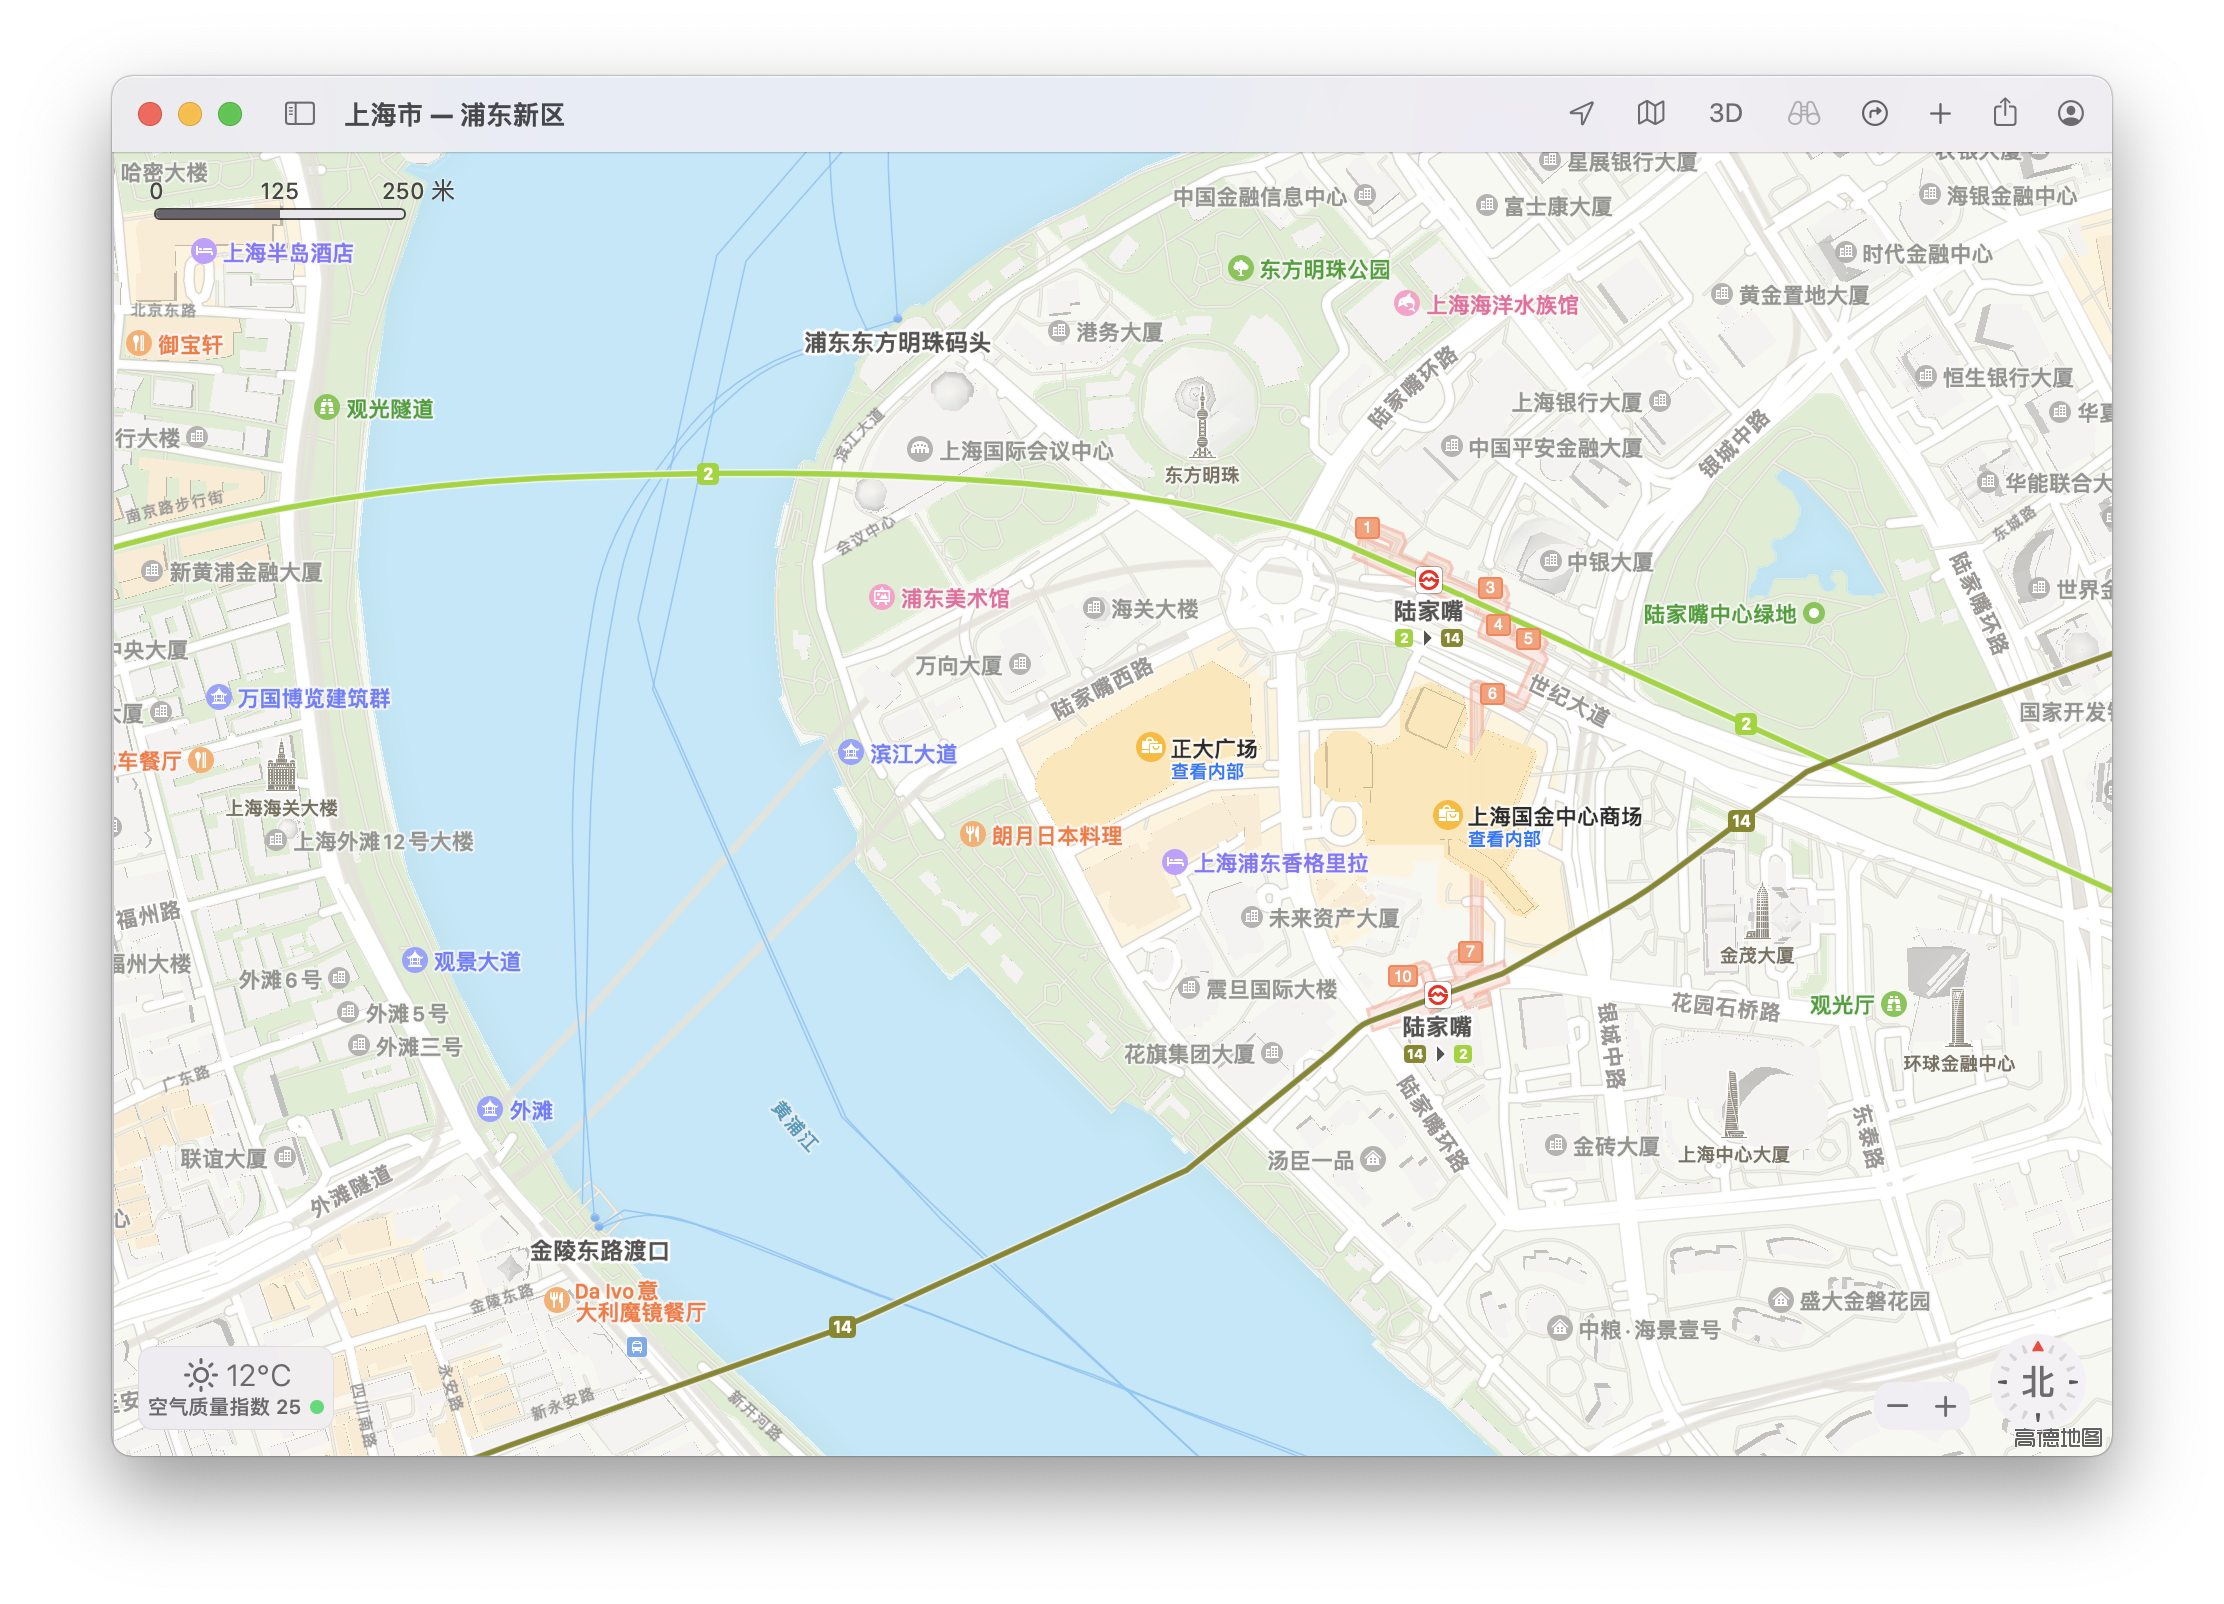 上海市 — 浦东新区
3D
哈密大楼
0 125 250 米
星展银行大厦
中国金融信息中心
富士康大厦
海银金融中心
上海半岛酒店
东方明珠公园
时代金融中心
黄金置地大厦
上海海洋水族馆
北京东路
御宝轩
浦东东方明珠码头
港务大厦
陆家嘴环路
恒生银行大厦
观光隧道
行大楼
滨江大道
上海国际会议中心
东方明珠
上海银行大厦
中国平安金融大厦
银城中路
华夏
2
华能联合大
南京路步行街
会议中心
1
东城路
新黄浦金融大厦
中银大厦
陆家嘴环路
世界金
浦东美术馆
海关大楼
3
陆家嘴
4
5
2 14
陆家嘴中心绿地
中央大厦
万向大厦
陆家嘴西路
6
世纪大道
万国博览建筑群
大厦
国家开发银
2
车餐厅
滨江大道
正大广场
查看内部
上海海关大楼
上海国金中心商场
查看内部
14
上海外滩12号大楼
朗月日本料理
上海浦东香格里拉
福州路
未来资产大厦
金茂大厦
福州大楼
观景大道
7
10
外滩6号
震旦国际大楼
外滩5号
陆家嘴
14 2
花园石桥路
观光厅
外滩三号
花旗集团大厦
银城中路
环球金融中心
广东路
外滩
黄浦江
陆家嘴环路
东泰路
联谊大厦
汤臣一品
金砖大厦
上海中心大厦
外滩隧道
心
金陵东路渡口
金陵东路
Da Ivo意
大利魔镜餐厅
14
盛大金磐花园
中粮·海景壹号
12°C
空气质量指数 25
四川南路
永安路
新永安路
新开河路
北
高德地图